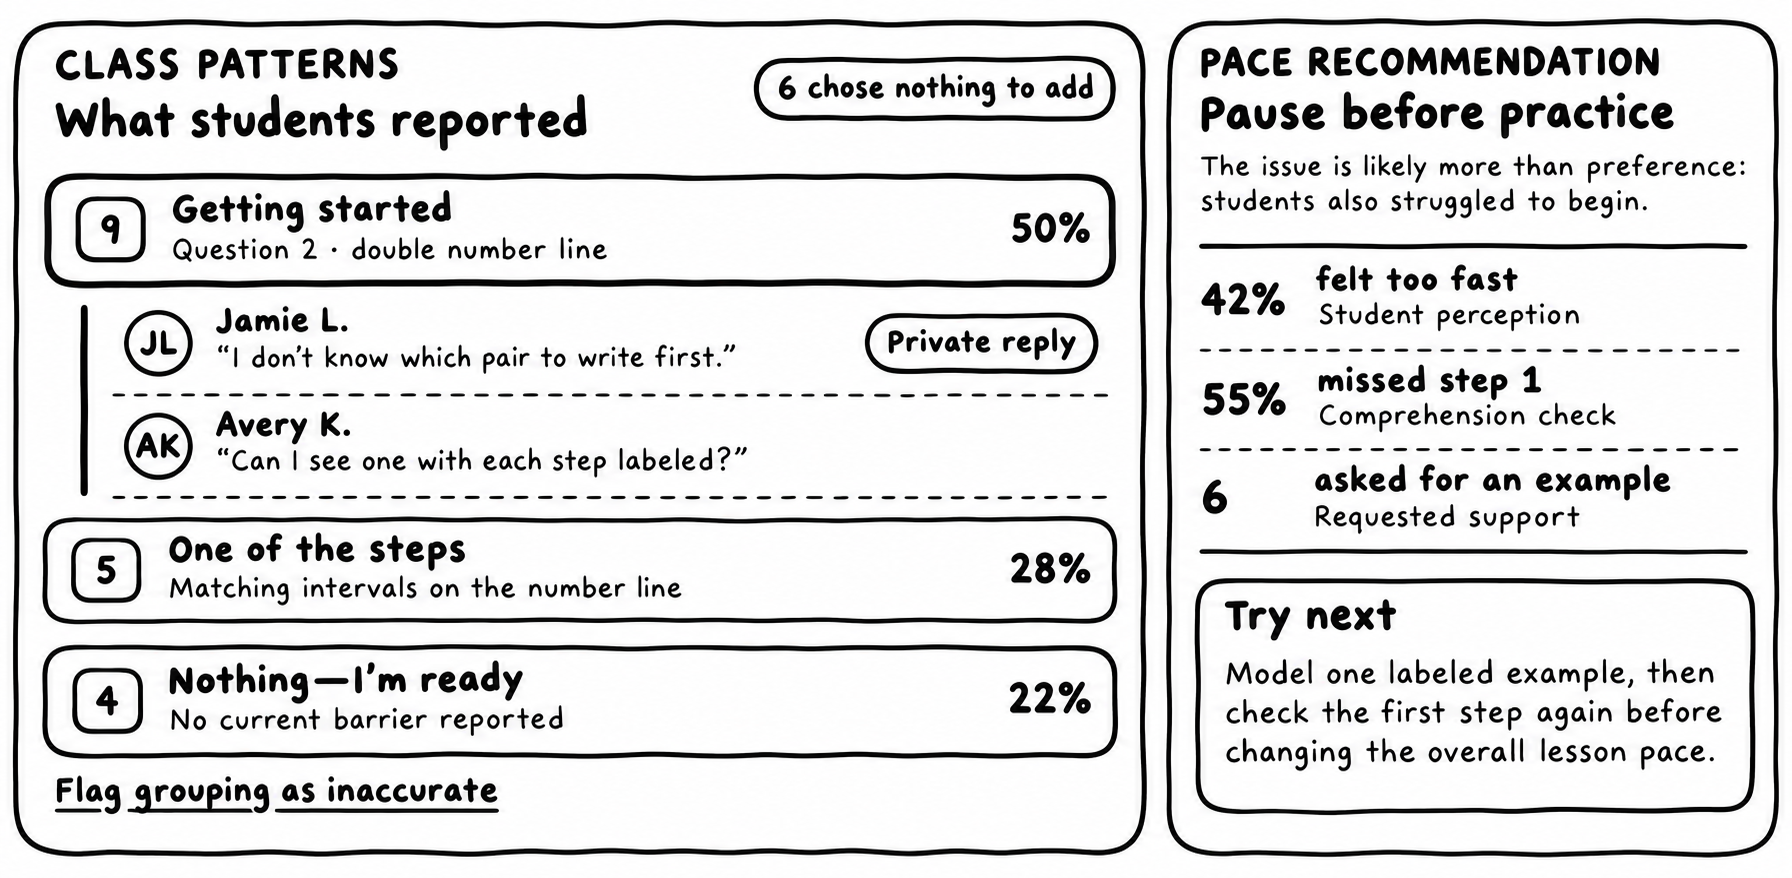 CLASS PATTERNS
What students reported
6 chose nothing to add
9
Getting started
Question 2 · double number line
50%
JL
Jamie L.
“I don’t know which pair to write first.”
Private reply
AK
Avery K.
“Can I see one with each step labeled?”
5
One of the steps
Matching intervals on the number line
28%
4
Nothing—I’m ready
No current barrier reported
22%
Flag grouping as inaccurate
PACE RECOMMENDATION
Pause before practice
The issue is likely more than preference:
students also struggled to begin.
42%
felt too fast
Student perception
55%
missed step 1
Comprehension check
6
asked for an example
Requested support
Try next
Model one labeled example, then
check the first step again before
changing the overall lesson pace.